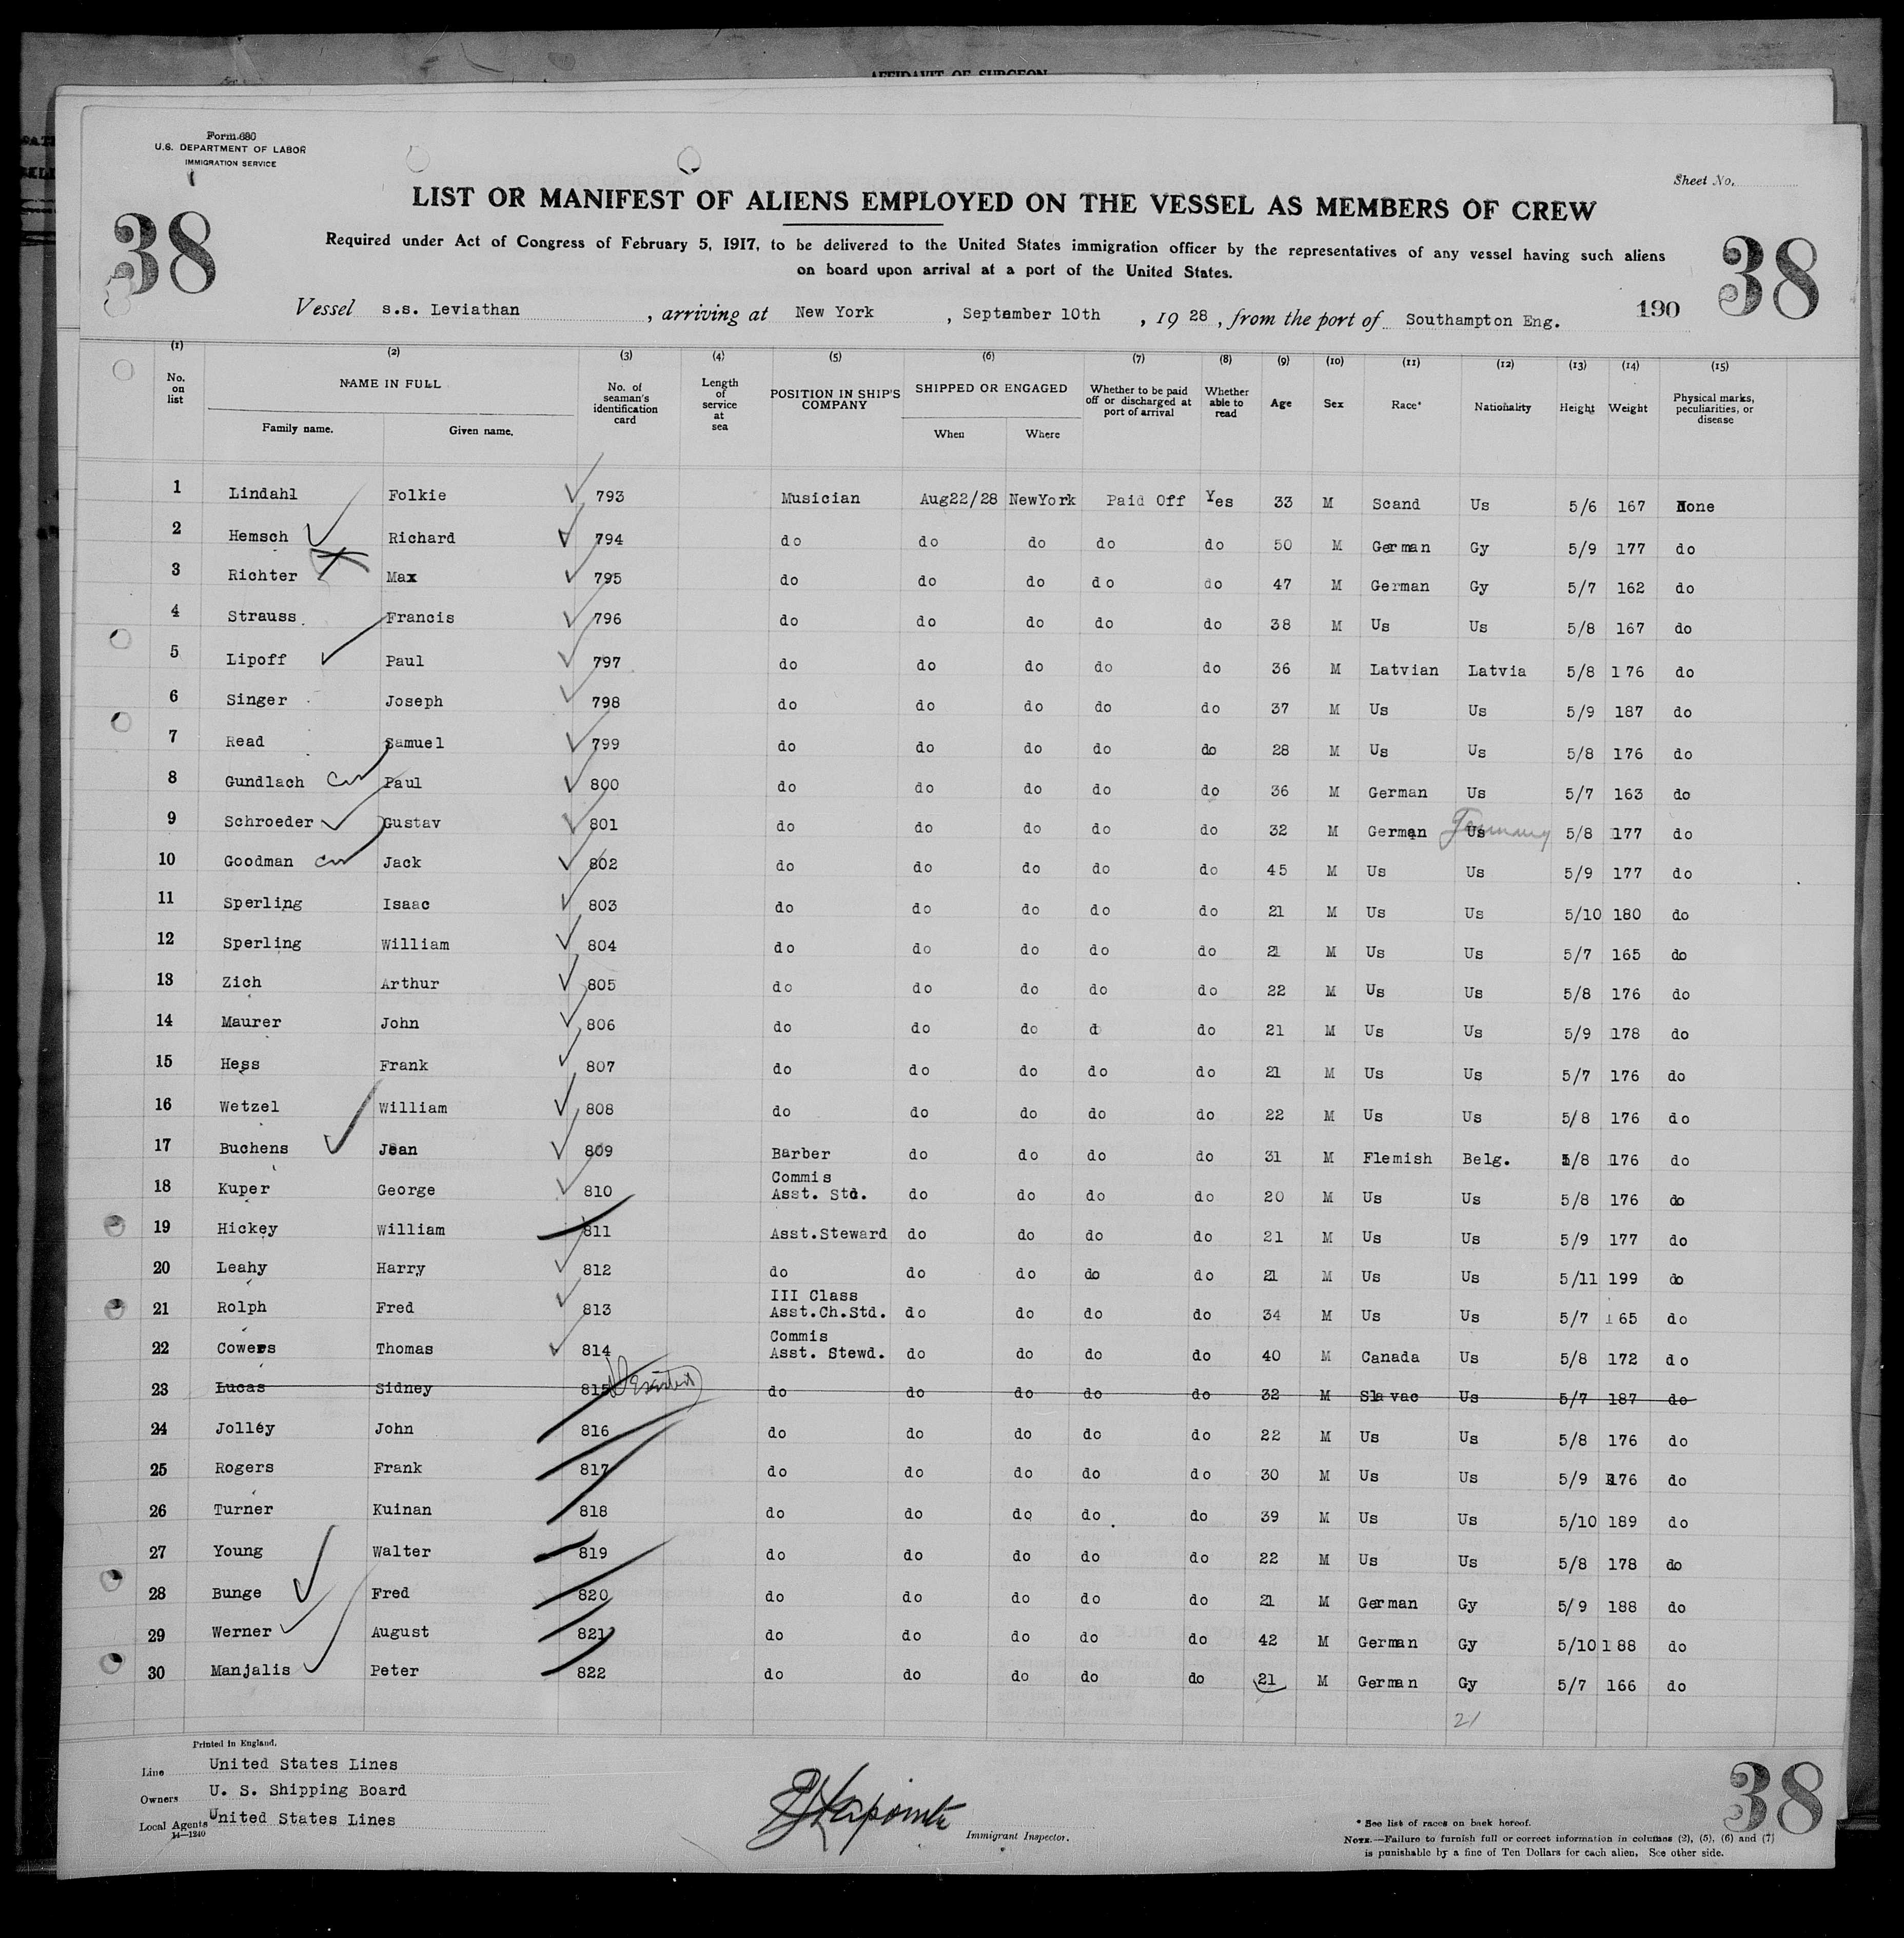 AFFIDAVIT OF SURGEON
Form 680
U.S. DEPARTMENT OF LABOR
IMMIGRATION SERVICE
Sheet No.
38
38
LIST OR MANIFEST OF ALIENS EMPLOYED ON THE VESSEL AS MEMBERS OF CREW
Required under Act of Congress of February 5, 1917, to be delivered to the United States immigration officer by the representatives of any vessel having such aliens
on board upon arrival at a port of the United States.
Vessel s.s. Leviathan , arriving at New York , September 10th , 19 28 , from the port of Southampton Eng. 190
(1) (2) (3) (4) (5) (6) (7) (8) (9) (10) (11) (12) (13) (14) (15)
No. on list NAME IN FULL Family name. Given name. No. of seaman's identification card Length of service at sea POSITION IN SHIP'S COMPANY SHIPPED OR ENGAGED When Where Whether to be paid off or discharged at port of arrival Whether able to read Age Sex Race* Nationality Height Weight Physical marks, peculiarities, or disease
1 Lindahl Folkie 793 Musician Aug22/28 NewYork Paid Off Yes 33 M Scand Us 5/6 167 None
2 Hemsch Richard 794 do do do do do 50 M German Gy 5/9 177 do
3 Richter Max 795 do do do do do 47 M German Gy 5/7 162 do
4 Strauss Francis 796 do do do do do 38 M Us Us 5/8 167 do
5 Lipoff Paul 797 do do do do do 36 M Latvian Latvia 5/8 176 do
6 Singer Joseph 798 do do do do do 37 M Us Us 5/9 187 do
7 Read Samuel 799 do do do do do 28 M Us Us 5/8 176 do
8 Gundlach Paul 800 do do do do do 36 M German Us 5/7 163 do
9 Schroeder Gustav 801 do do do do do 32 M German Us Germany 5/8 177 do
10 Goodman Jack 802 do do do do do 45 M Us Us 5/9 177 do
11 Sperling Isaac 803 do do do do do 21 M Us Us 5/10 180 do
12 Sperling William 804 do do do do do 21 M Us Us 5/7 165 do
13 Zich Arthur 805 do do do do do 22 M Us Us 5/8 176 do
14 Maurer John 806 do do do d do 21 M Us Us 5/9 178 do
15 Hess Frank 807 do do do do do 21 M Us Us 5/7 176 do
16 Wetzel William 808 do do do do do 22 M Us Us 5/8 176 do
17 Buchens Jean 809 Barber do do do do 31 M Flemish Belg. 5/8 176 do
18 Kuper George 810 Commis Asst. Std. do do do do 20 M Us Us 5/8 176 do
19 Hickey William 811 Asst.Steward do do do do 21 M Us Us 5/9 177 do
20 Leahy Harry 812 do do do do do 21 M Us Us 5/11 199 do
21 Rolph Fred 813 III Class Asst.Ch.Std. do do do do 34 M Us Us 5/7 165 do
22 Cowers Thomas 814 Commis Asst. Stewd. do do do do 40 M Canada Us 5/8 172 do
23 Lucas Sidney 815 Deserted do do do do do 32 M Slavac Us 5/7 187 do
24 Jolley John 816 do do do do do 22 M Us Us 5/8 176 do
25 Rogers Frank 817 do do do do do 30 M Us Us 5/9 176 do
26 Turner Kuinan 818 do do do do do 39 M Us Us 5/10 189 do
27 Young Walter 819 do do do do do 22 M Us Us 5/8 178 do
28 Bunge Fred 820 do do do do do 21 M German Gy 5/9 188 do
29 Werner August 821 do do do do do 42 M German Gy 5/10 188 do
30 Manjalis Peter 822 do do do do do 21 M German Gy 5/7 166 do
21
Printed in England.
Line United States Lines
Owners U. S. Shipping Board
Local Agents United States Lines
14—1240
Lapointe
Immigrant Inspector.
38
* See list of races on back hereof.
NOTE.—Failure to furnish full or correct information in columns (2), (5), (6) and (7)
is punishable by a fine of Ten Dollars for each alien. See other side.